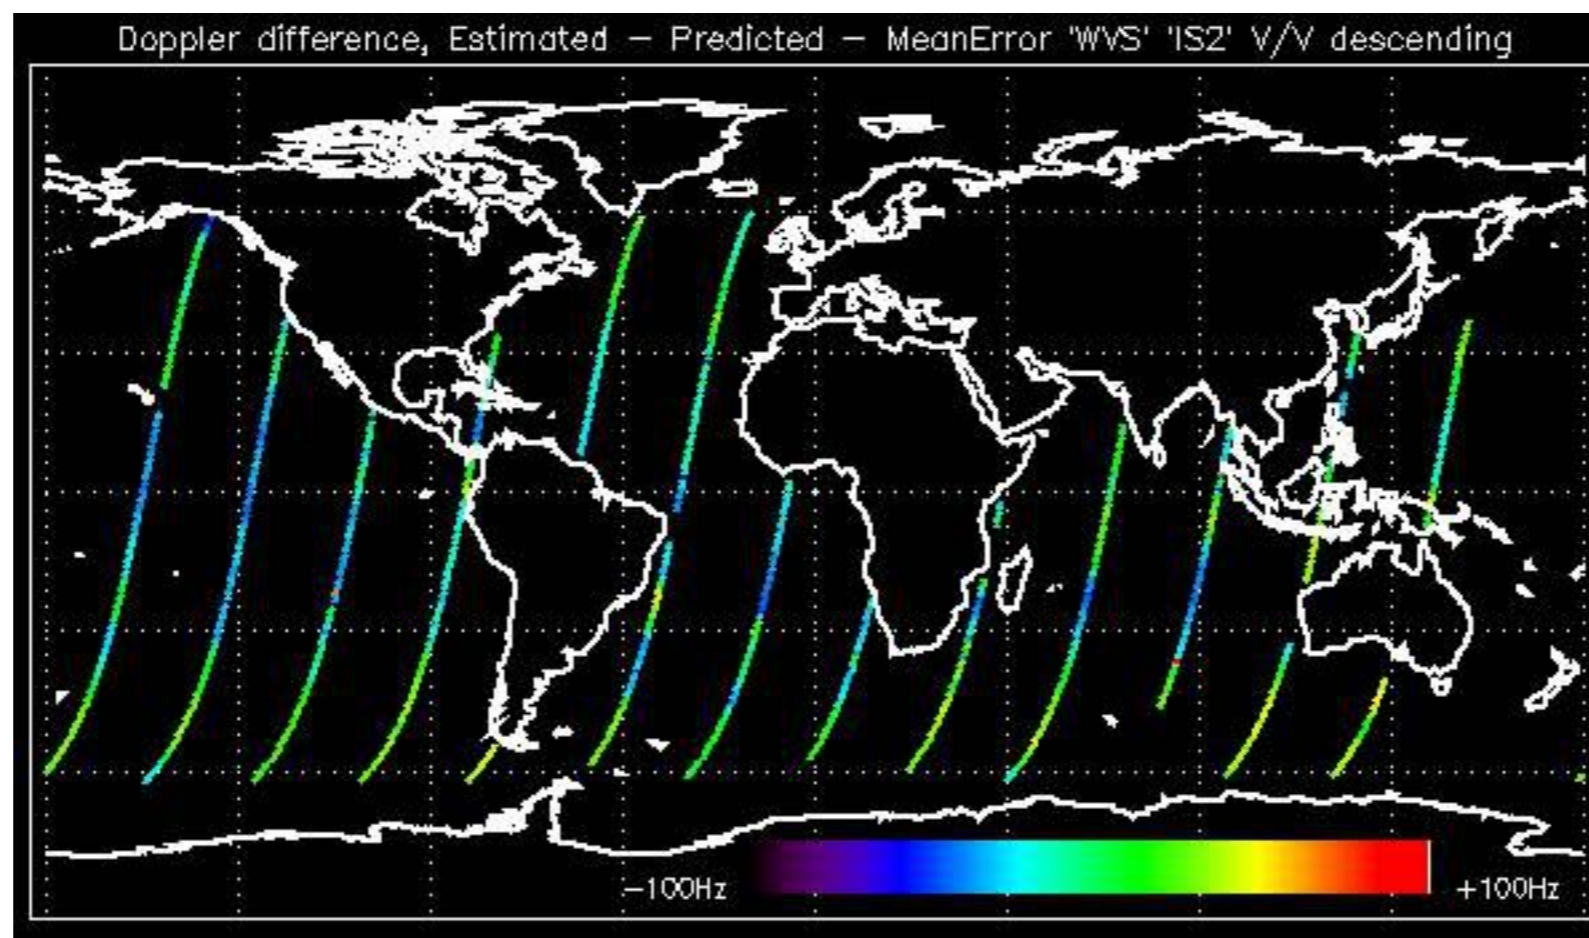 Doppler difference, Estimated – Predicted – MeanError 'WVS' 'IS2' V/V descending
–100Hz +100Hz